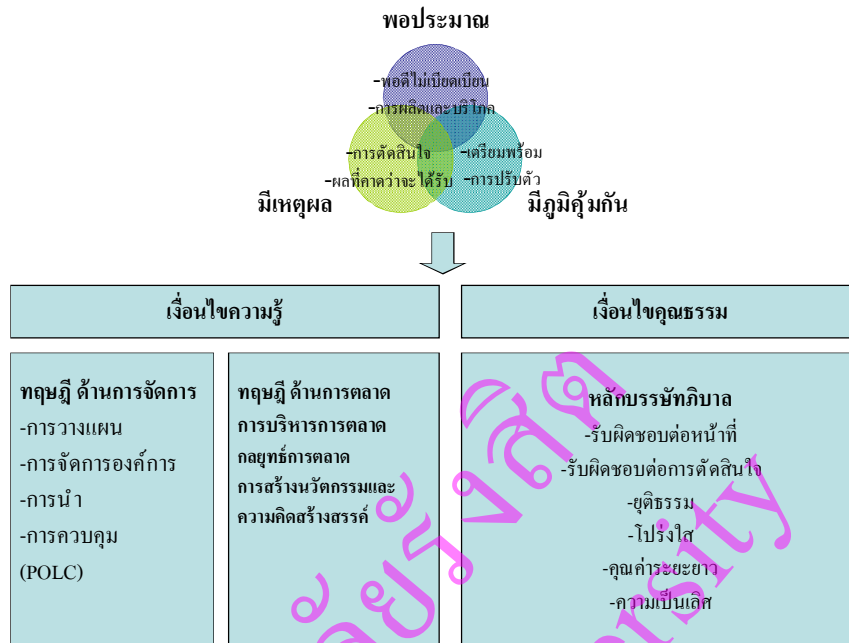 พอประมาณ
-พอดีไม่เบียดเบียน
-การผลิตและบริโภค
-การตัดสินใจ
-ผลที่คาดว่าจะได้รับ
-เตรียมพร้อม
-การปรับตัว
มีเหตุผล
มีภูมิคุ้มกัน
เงื่อนไขความรู้
เงื่อนไขคุณธรรม
ทฤษฎี ด้านการจัดการ
-การวางแผน
-การจัดการองค์การ
-การนำ
-การควบคุม
(POLC)
ทฤษฎี ด้านการตลาด
การบริหารการตลาด
กลยุทธ์การตลาด
การสร้างนวัตกรรมและ
ความคิดสร้างสรรค์
หลักบรรษัทภิบาล
-รับผิดชอบต่อหน้าที่
-รับผิดชอบต่อการตัดสินใจ
-ยุติธรรม
-โปร่งใส
-คุณค่าระยะยาว
-ความเป็นเลิศ
ลัยรังสิต
ersity